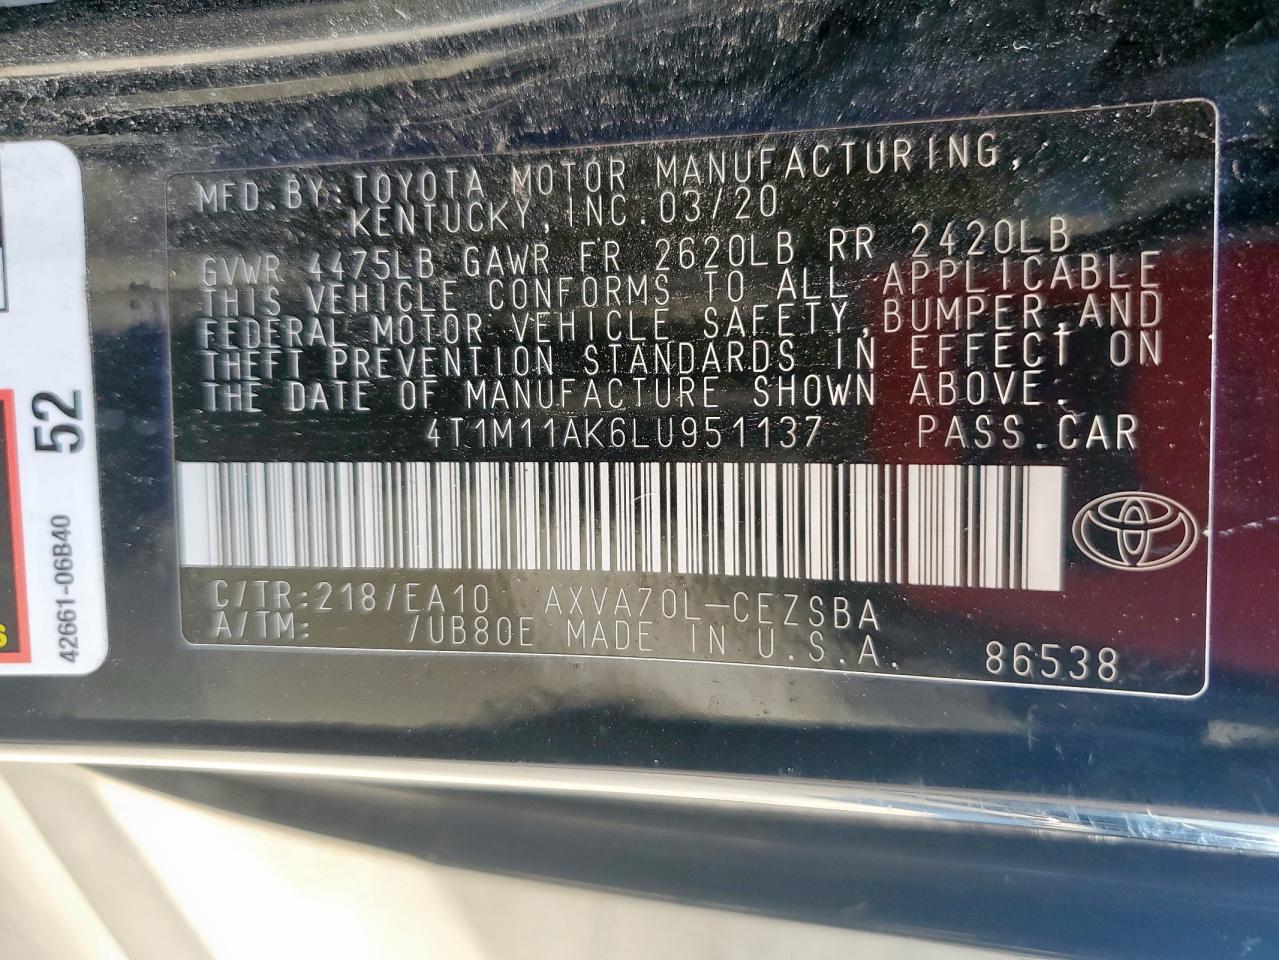 MFD.BY:TOYOTA MOTOR MANUFACTURING,
KENTUCKY,INC.03/20
GVWR 4475LB GAWR FR 2620LB RR 2420LB
THIS VEHICLE CONFORMS TO ALL APPLICABLE
FEDERAL MOTOR VEHICLE SAFETY,BUMPER,AND
THEFT PREVENTION STANDARDS IN EFFECT ON
THE DATE OF MANUFACTURE SHOWN ABOVE.
4T1M11AK6LU951137 PASS.CAR
C/TR:218/EA10 AXVA70L-CEZSBA
A/TM: /UB80E MADE IN U.S.A. 86538
52
42661-06B40